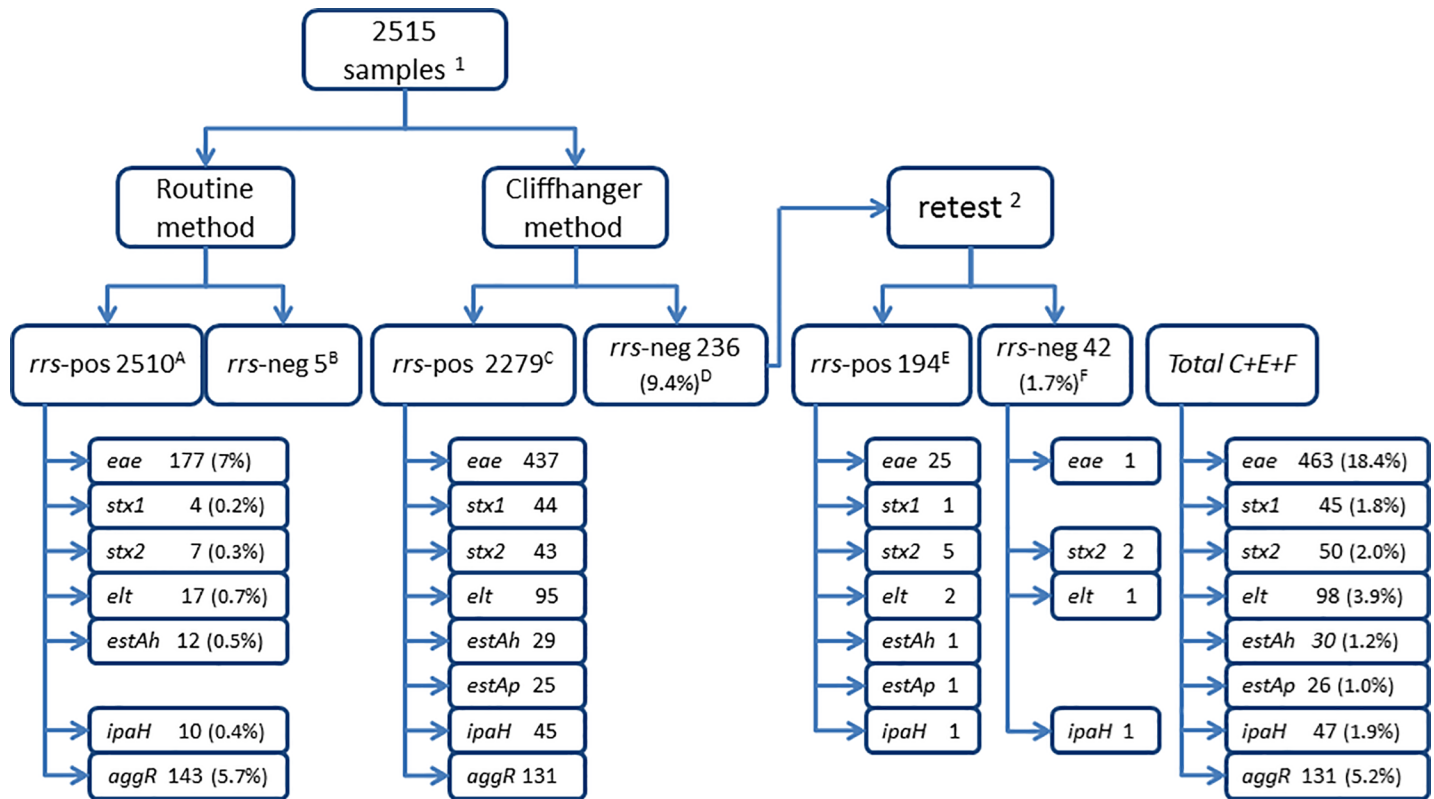 2515
samples 1
Routine
method
Cliffhanger
method
retest 2
rrs-pos 2510A
rrs-neg 5B
rrs-pos 2279C
rrs-neg 236
(9.4%)D
rrs-pos 194E
rrs-neg 42
(1.7%)F
Total C+E+F
eae 177 (7%)
stx1 4 (0.2%)
stx2 7 (0.3%)
elt 17 (0.7%)
estAh 12 (0.5%)
ipaH 10 (0.4%)
aggR 143 (5.7%)
eae 437
stx1 44
stx2 43
elt 95
estAh 29
estAp 25
ipaH 45
aggR 131
eae 25
stx1 1
stx2 5
elt 2
estAh 1
estAp 1
ipaH 1
eae 1
stx2 2
elt 1
ipaH 1
eae 463 (18.4%)
stx1 45 (1.8%)
stx2 50 (2.0%)
elt 98 (3.9%)
estAh 30 (1.2%)
estAp 26 (1.0%)
ipaH 47 (1.9%)
aggR 131 (5.2%)